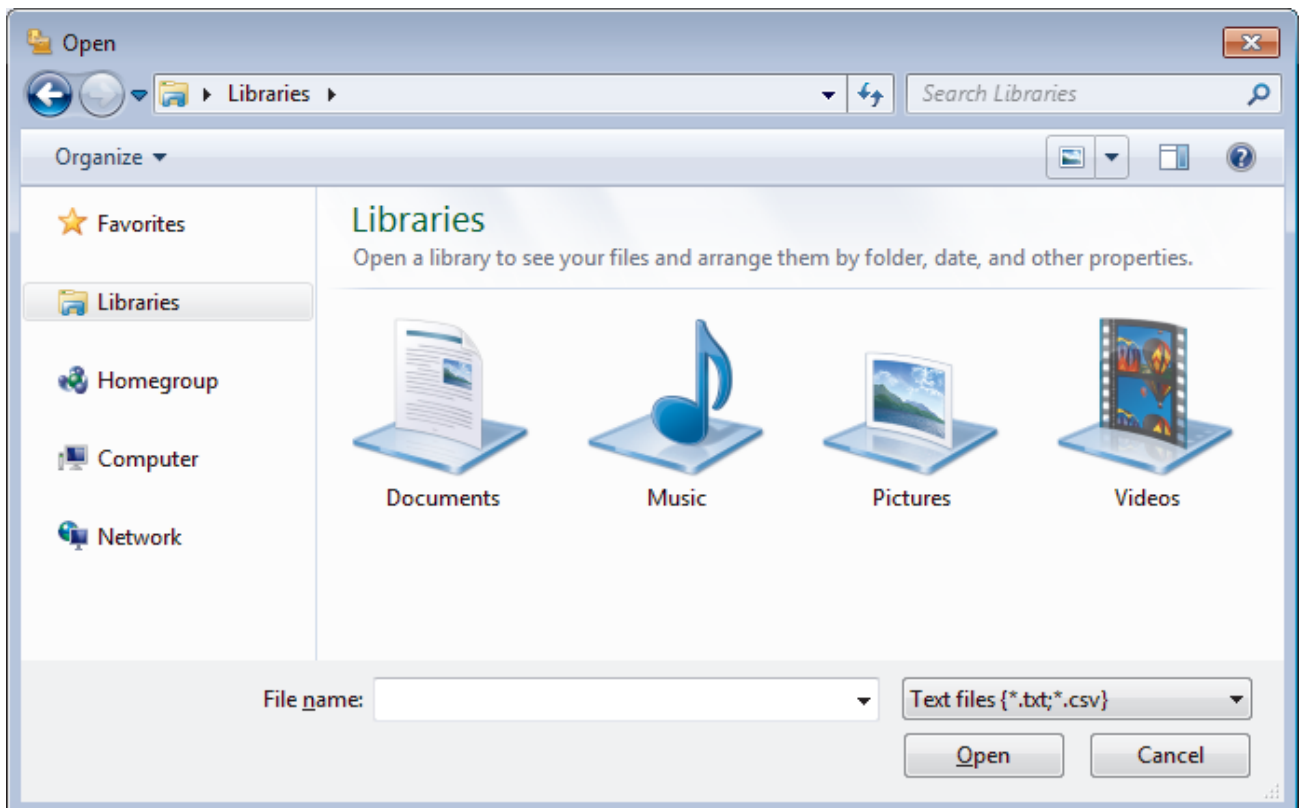 Open
Libraries
Search Libraries
Organize
Favorites
Libraries
Homegroup
Computer
Network
Libraries
Open a library to see your files and arrange them by folder, date, and other properties.
Documents Music Pictures Videos
File name: Text files {*.txt;*.csv}
Open Cancel